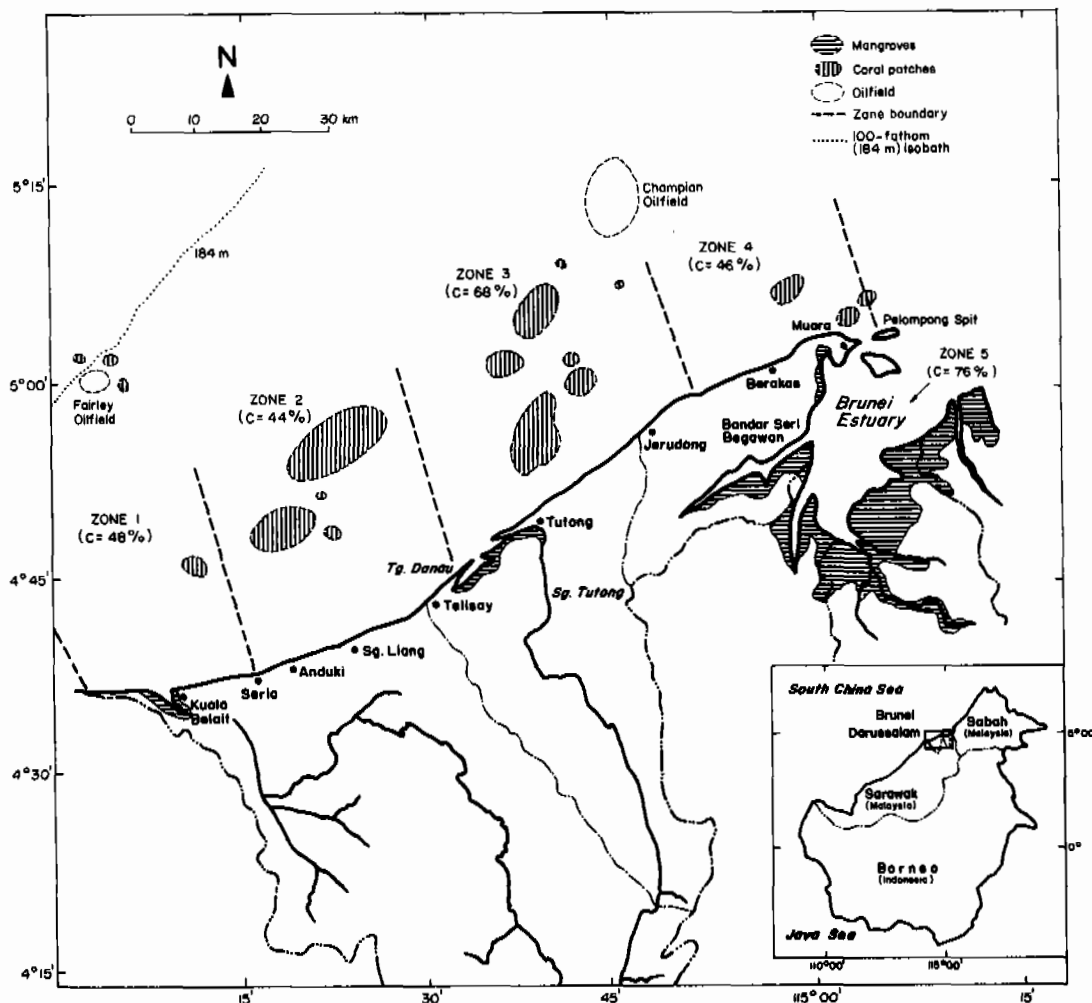 N
0 10 20 30 km
Mangroves
Coral patches
Oilfield
Zone boundary
100-fathom
(184 m) isobath
5°15'
5°00'
4°45'
4°30'
4°15'
184 m
Champion
Oilfield
ZONE 4
(C=46%)
ZONE 3
(C=68%)
Muara
Pelompong Spit
ZONE 5
(C=76%)
Berakas
Brunei
Estuary
Fairley
Oilfield
ZONE 2
(C=44%)
Bandar Seri
Begawan
Jerudong
ZONE 1
(C=48%)
Tutong
Tg. Danau
Sg. Tutong
Telisay
Sg. Liang
Anduki
Seria
Kuala
Belait
South China Sea
Brunei
Darussalam
Sabah
(Malaysia)
5°00'
Sarawak
(Malaysia)
0°
Borneo
(Indonesia)
Java Sea
110°00'
115°00'
15'
30'
45'
115°00'
15'